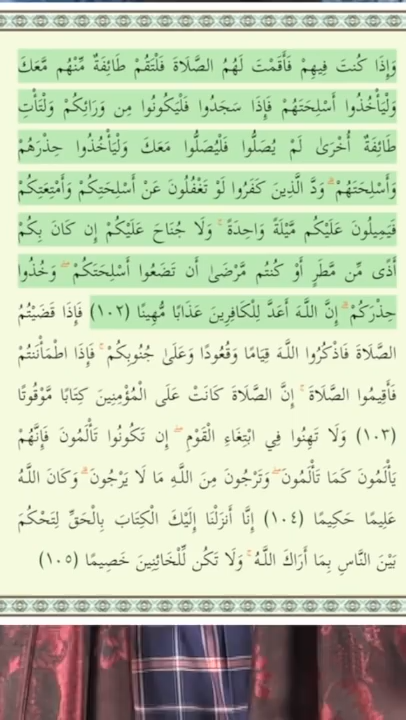 وَإِذَا كُنتَ فِيهِمْ فَأَقَمْتَ لَهُمُ الصَّلَاةَ فَلْتَقُمْ طَائِفَةٌ مِّنْهُم مَّعَكَ
وَلْيَأْخُذُوا أَسْلِحَتَهُمْ فَإِذَا سَجَدُوا فَلْيَكُونُوا مِن وَرَائِكُمْ وَلْتَأْتِ
طَائِفَةٌ أُخْرَىٰ لَمْ يُصَلُّوا فَلْيُصَلُّوا مَعَكَ وَلْيَأْخُذُوا حِذْرَهُمْ
وَأَسْلِحَتَهُمْ ۗ وَدَّ الَّذِينَ كَفَرُوا لَوْ تَغْفُلُونَ عَنْ أَسْلِحَتِكُمْ وَأَمْتِعَتِكُمْ
فَيَمِيلُونَ عَلَيْكُم مَّيْلَةً وَاحِدَةً ۚ وَلَا جُنَاحَ عَلَيْكُمْ إِن كَانَ بِكُمْ
أَذًى مِّن مَّطَرٍ أَوْ كُنتُم مَّرْضَىٰ أَن تَضَعُوا أَسْلِحَتَكُمْ ۖ وَخُذُوا
حِذْرَكُمْ ۗ إِنَّ اللَّهَ أَعَدَّ لِلْكَافِرِينَ عَذَابًا مُّهِينًا (١٠٢) فَإِذَا قَضَيْتُمُ
الصَّلَاةَ فَاذْكُرُوا اللَّهَ قِيَامًا وَقُعُودًا وَعَلَىٰ جُنُوبِكُمْ ۚ فَإِذَا اطْمَأْنَنتُمْ
فَأَقِيمُوا الصَّلَاةَ ۚ إِنَّ الصَّلَاةَ كَانَتْ عَلَى الْمُؤْمِنِينَ كِتَابًا مَّوْقُوتًا
(١٠٣) وَلَا تَهِنُوا فِي ابْتِغَاءِ الْقَوْمِ ۖ إِن تَكُونُوا تَأْلَمُونَ فَإِنَّهُمْ
يَأْلَمُونَ كَمَا تَأْلَمُونَ ۖ وَتَرْجُونَ مِنَ اللَّهِ مَا لَا يَرْجُونَ ۗ وَكَانَ اللَّهُ
عَلِيمًا حَكِيمًا (١٠٤) إِنَّا أَنزَلْنَا إِلَيْكَ الْكِتَابَ بِالْحَقِّ لِتَحْكُمَ
بَيْنَ النَّاسِ بِمَا أَرَاكَ اللَّهُ ۚ وَلَا تَكُن لِّلْخَائِنِينَ خَصِيمًا (١٠٥)